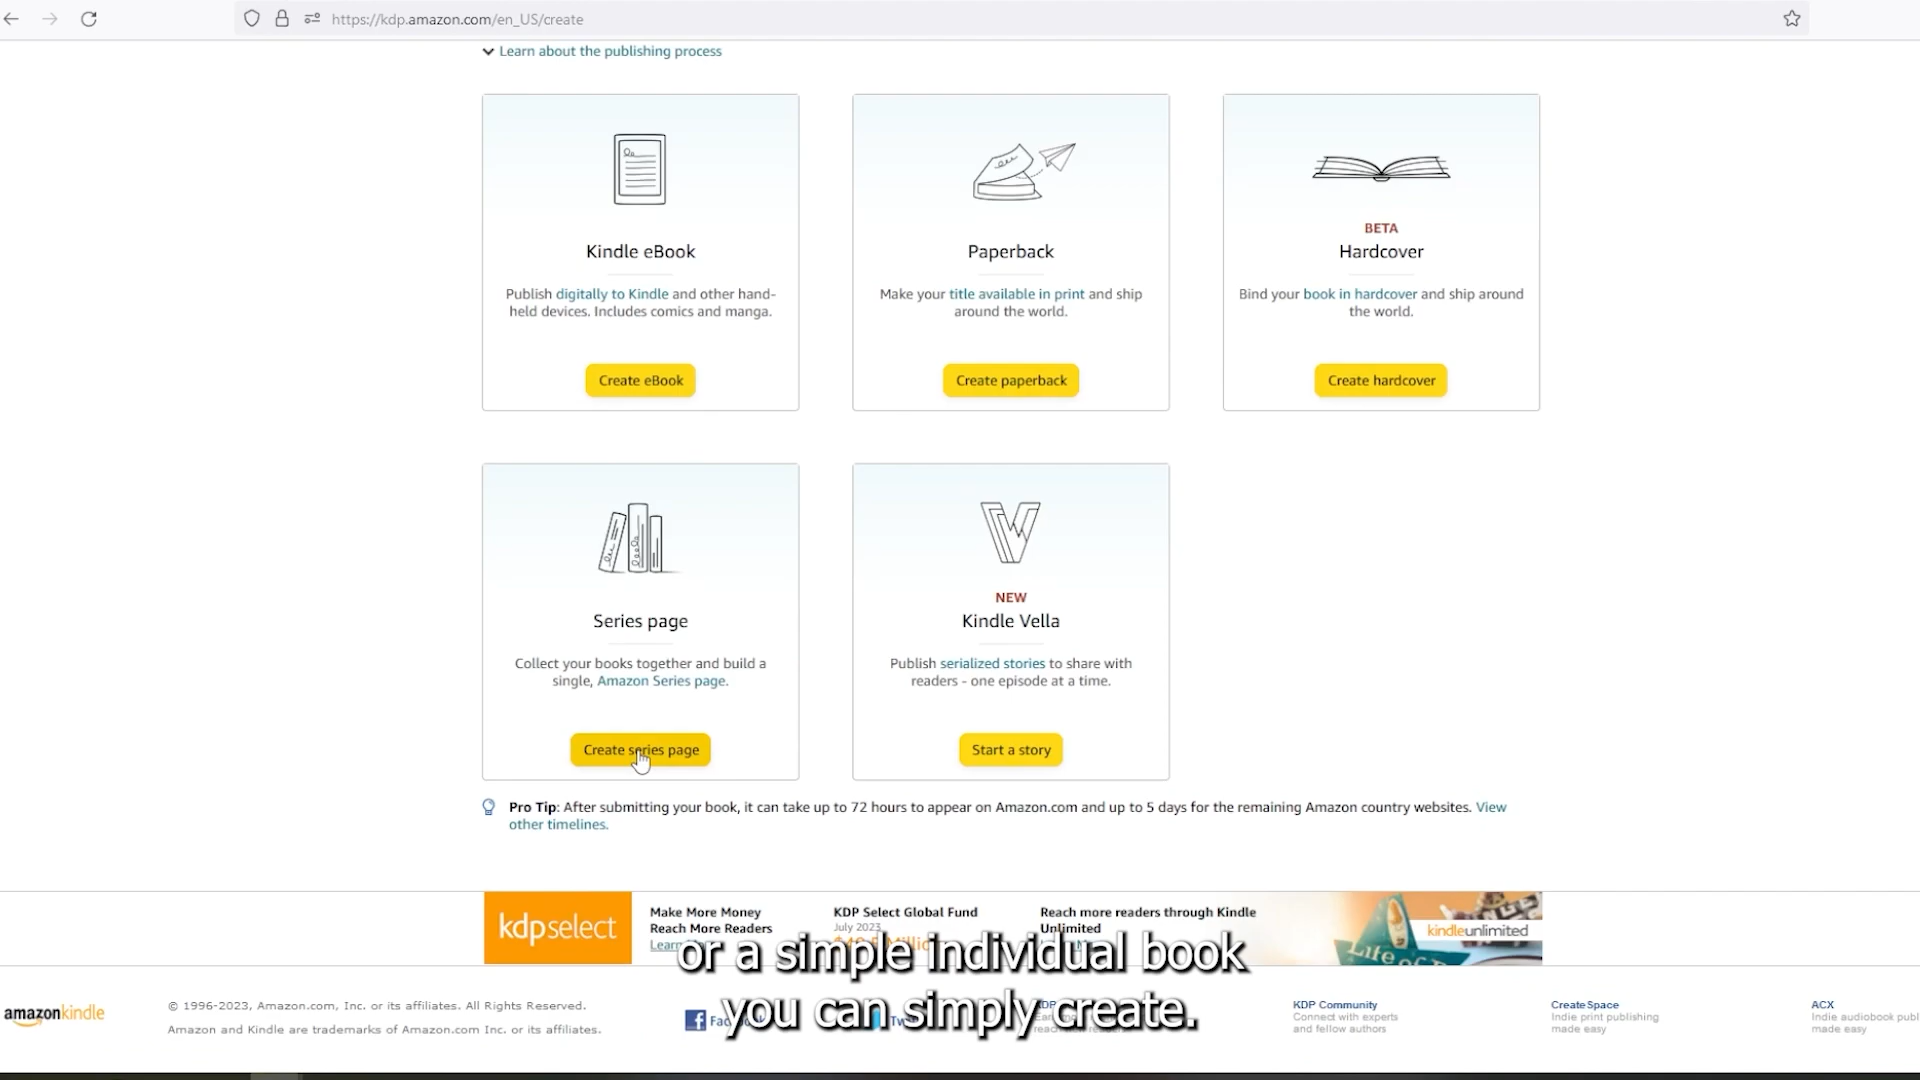 https://kdp.amazon.com/en_US/create
Learn about the publishing process
Kindle eBook
Publish digitally to Kindle and other hand-
held devices. Includes comics and manga.
Create eBook
Paperback
Make your title available in print and ship
around the world.
Create paperback
BETA
Hardcover
Bind your book in hardcover and ship around
the world.
Create hardcover
Series page
Collect your books together and build a
single, Amazon Series page.
Create series page
NEW
Kindle Vella
Publish serialized stories to share with
readers - one episode at a time.
Start a story
Pro Tip: After submitting your book, it can take up to 72 hours to appear on Amazon.com and up to 5 days for the remaining Amazon country websites. View
other timelines.
kdpselect
Make More Money
Reach More Readers
KDP Select Global Fund
July 2023
Reach more readers through Kindle
Unlimited
kindleunlimited
or a simple individual book
you can simply create.
amazonkindle
© 1996-2023, Amazon.com, Inc. or its affiliates. All Rights Reserved.
Amazon and Kindle are trademarks of Amazon.com Inc. or its affiliates.
KDP Community
Connect with experts
and fellow authors
CreateSpace
Indie print publishing
made easy
ACX
Indie audiobook publ
made easy